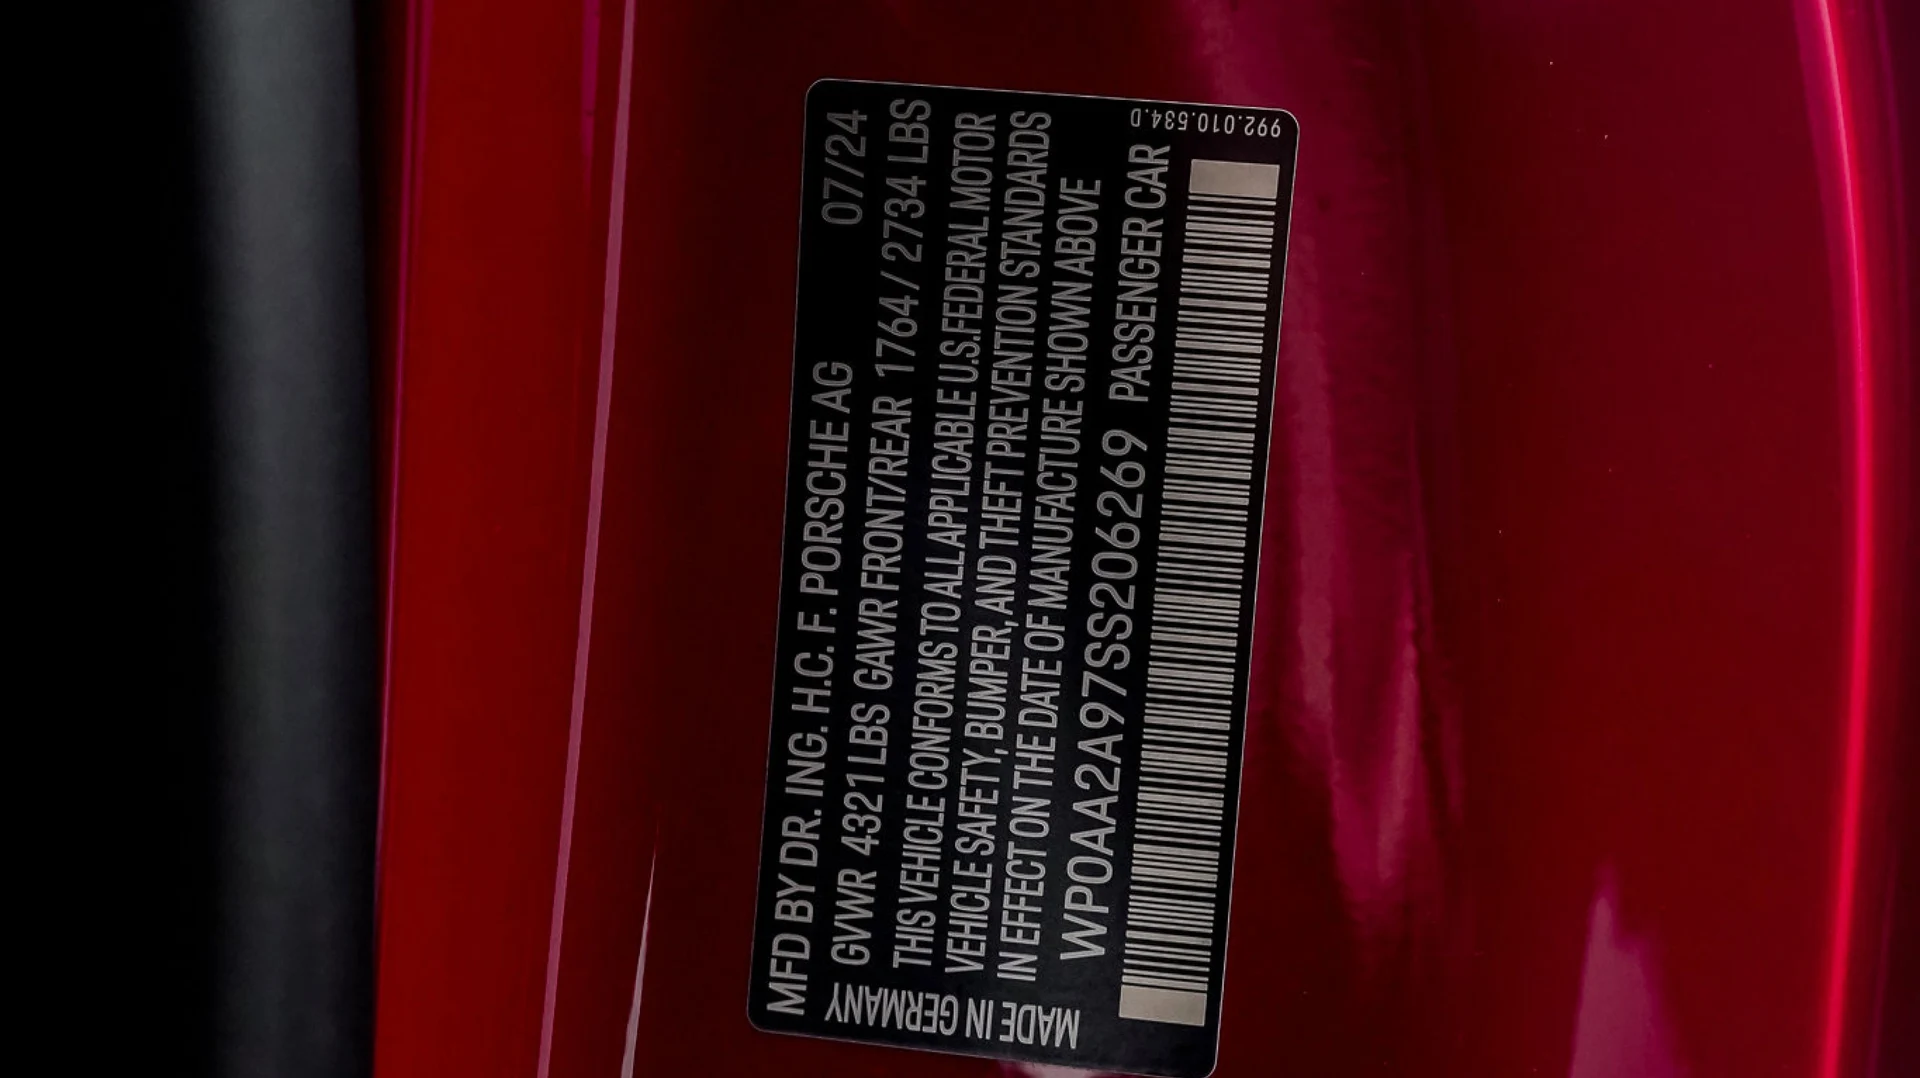 MFD BY DR. ING. H.C. F. PORSCHE AG 07/24
GVWR 4321 LBS GAWR FRONT/REAR 1764 / 2734 LBS
THIS VEHICLE CONFORMS TO ALL APPLICABLE U.S. FEDERAL MOTOR
VEHICLE SAFETY, BUMPER, AND THEFT PREVENTION STANDARDS
IN EFFECT ON THE DATE OF MANUFACTURE SHOWN ABOVE
WP0AA2A97SS206269 PASSENGER CAR
MADE IN GERMANY
992.010.534.D